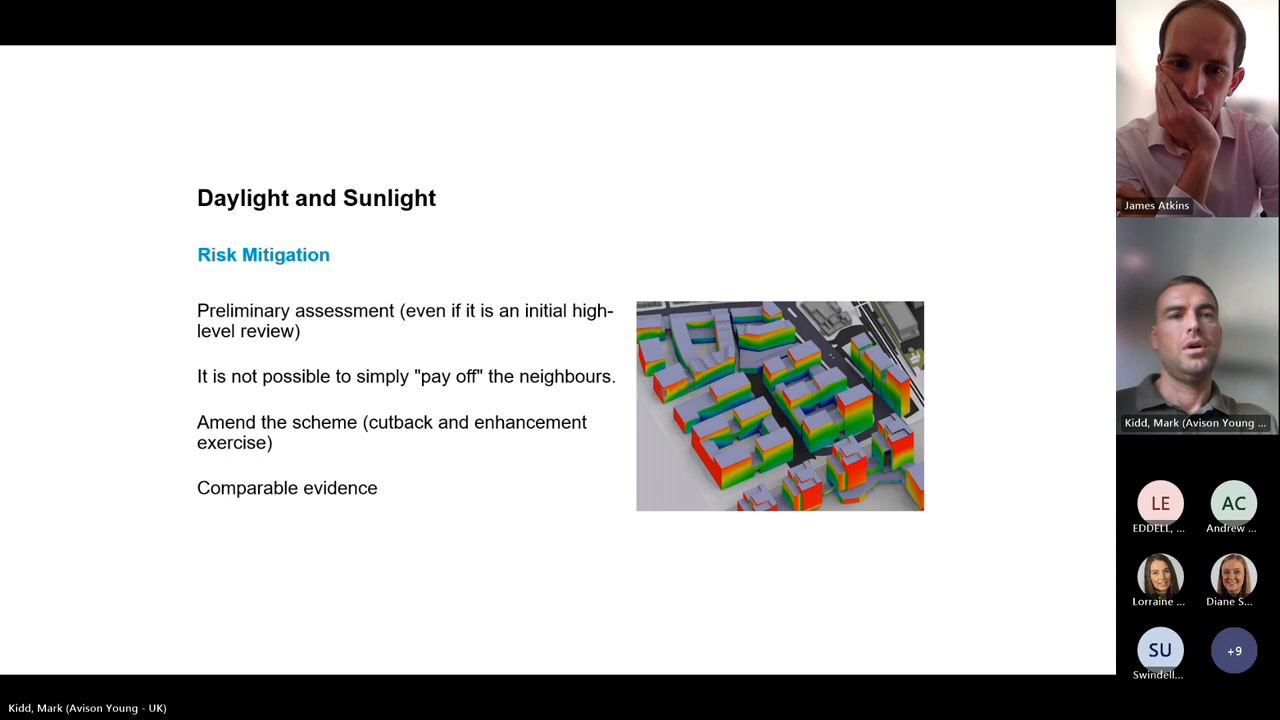 Daylight and Sunlight
Risk Mitigation
Preliminary assessment (even if it is an initial high-
level review)
It is not possible to simply "pay off" the neighbours.
Amend the scheme (cutback and enhancement
exercise)
Comparable evidence
James Atkins
Kidd, Mark (Avison Young ...
LE
AC
EDDELL, ...
Andrew ...
Lorraine ...
Diane S...
SU
+9
Swindell...
Kidd, Mark (Avison Young - UK)